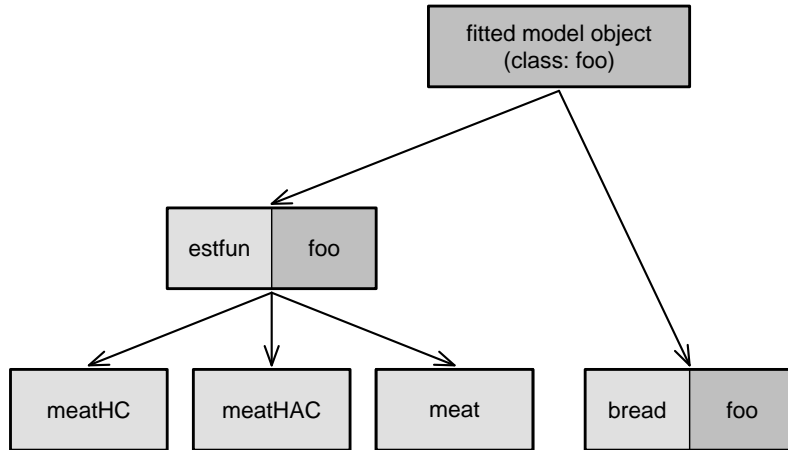 fitted model object
(class: foo)
estfun foo
meatHC meatHAC meat bread foo